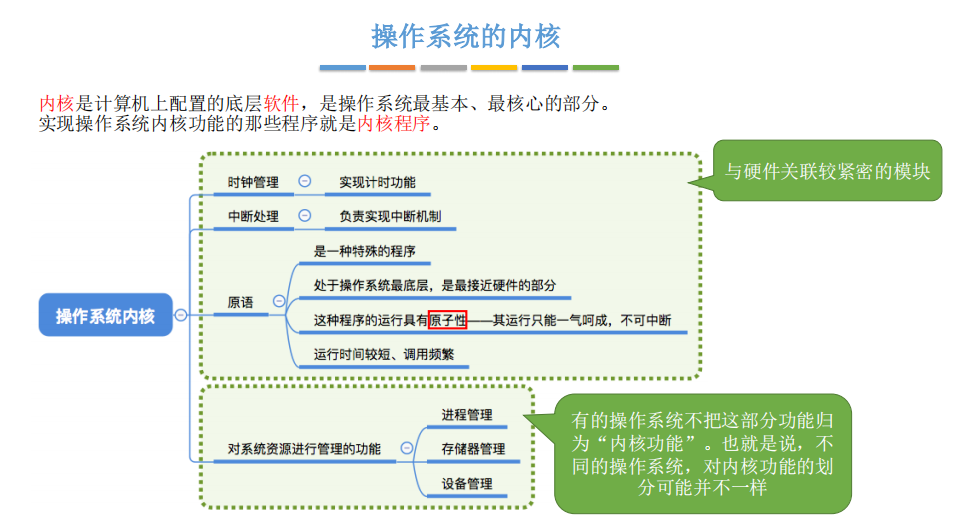 操作系统的内核
内核是计算机上配置的底层软件，是操作系统最基本、最核心的部分。
实现操作系统内核功能的那些程序就是内核程序。
与硬件关联较紧密的模块
时钟管理
实现计时功能
中断处理
负责实现中断机制
是一种特殊的程序
处于操作系统最底层，是最接近硬件的部分
原语
这种程序的运行具有原子性——其运行只能一气呵成，不可中断
运行时间较短、调用频繁
操作系统内核
对系统资源进行管理的功能
进程管理
存储器管理
设备管理
有的操作系统不把这部分功能归
为“内核功能”。也就是说，不
同的操作系统，对内核功能的划
分可能并不一样